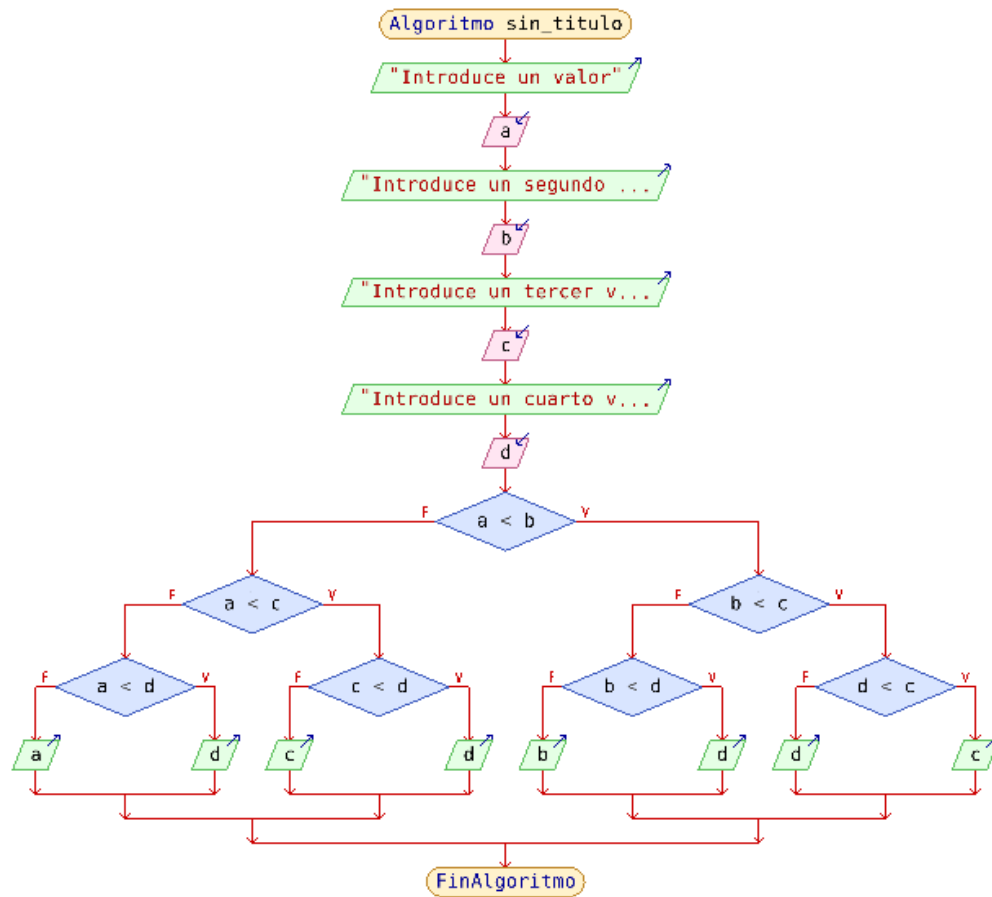 Algoritmo sin_titulo
"Introduce un valor"
a
"Introduce un segundo ...
b
"Introduce un tercer v...
c
"Introduce un cuarto v...
d
F a < b V
F a < c V
F b < c V
F a < d V
F c < d V
F b < d V
F d < c V
a d c d b d d c
FinAlgoritmo